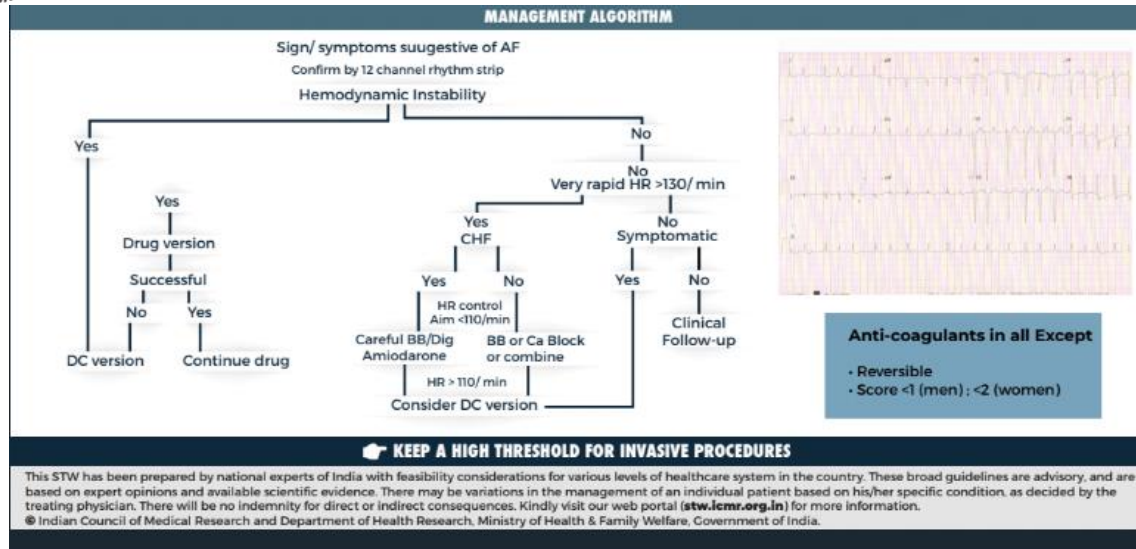 MANAGEMENT ALGORITHM
Sign/ symptoms suugestive of AF
Confirm by 12 channel rhythm strip
Hemodynamic Instability
Yes
No
No
Very rapid HR >130/ min
Yes
Drug version
Successful
No
Yes
DC version
Continue drug
Yes
CHF
No
Symptomatic
Yes
No
Yes
No
HR control
Aim <110/min
Careful BB/Dig
Amiodarone
BB or Ca Block
or combine
Clinical
Follow-up
HR > 110/ min
Consider DC version
Anti-coagulants in all Except
• Reversible
• Score <1 (men) ; <2 (women)
KEEP A HIGH THRESHOLD FOR INVASIVE PROCEDURES
This STW has been prepared by national experts of India with feasibility considerations for various levels of healthcare system in the country. These broad guidelines are advisory, and are
based on expert opinions and available scientific evidence. There may be variations in the management of an individual patient based on his/her specific condition, as decided by the
treating physician. There will be no indemnity for direct or indirect consequences. Kindly visit our web portal (stw.icmr.org.in) for more information.
© Indian Council of Medical Research and Department of Health Research, Ministry of Health & Family Welfare, Government of India.